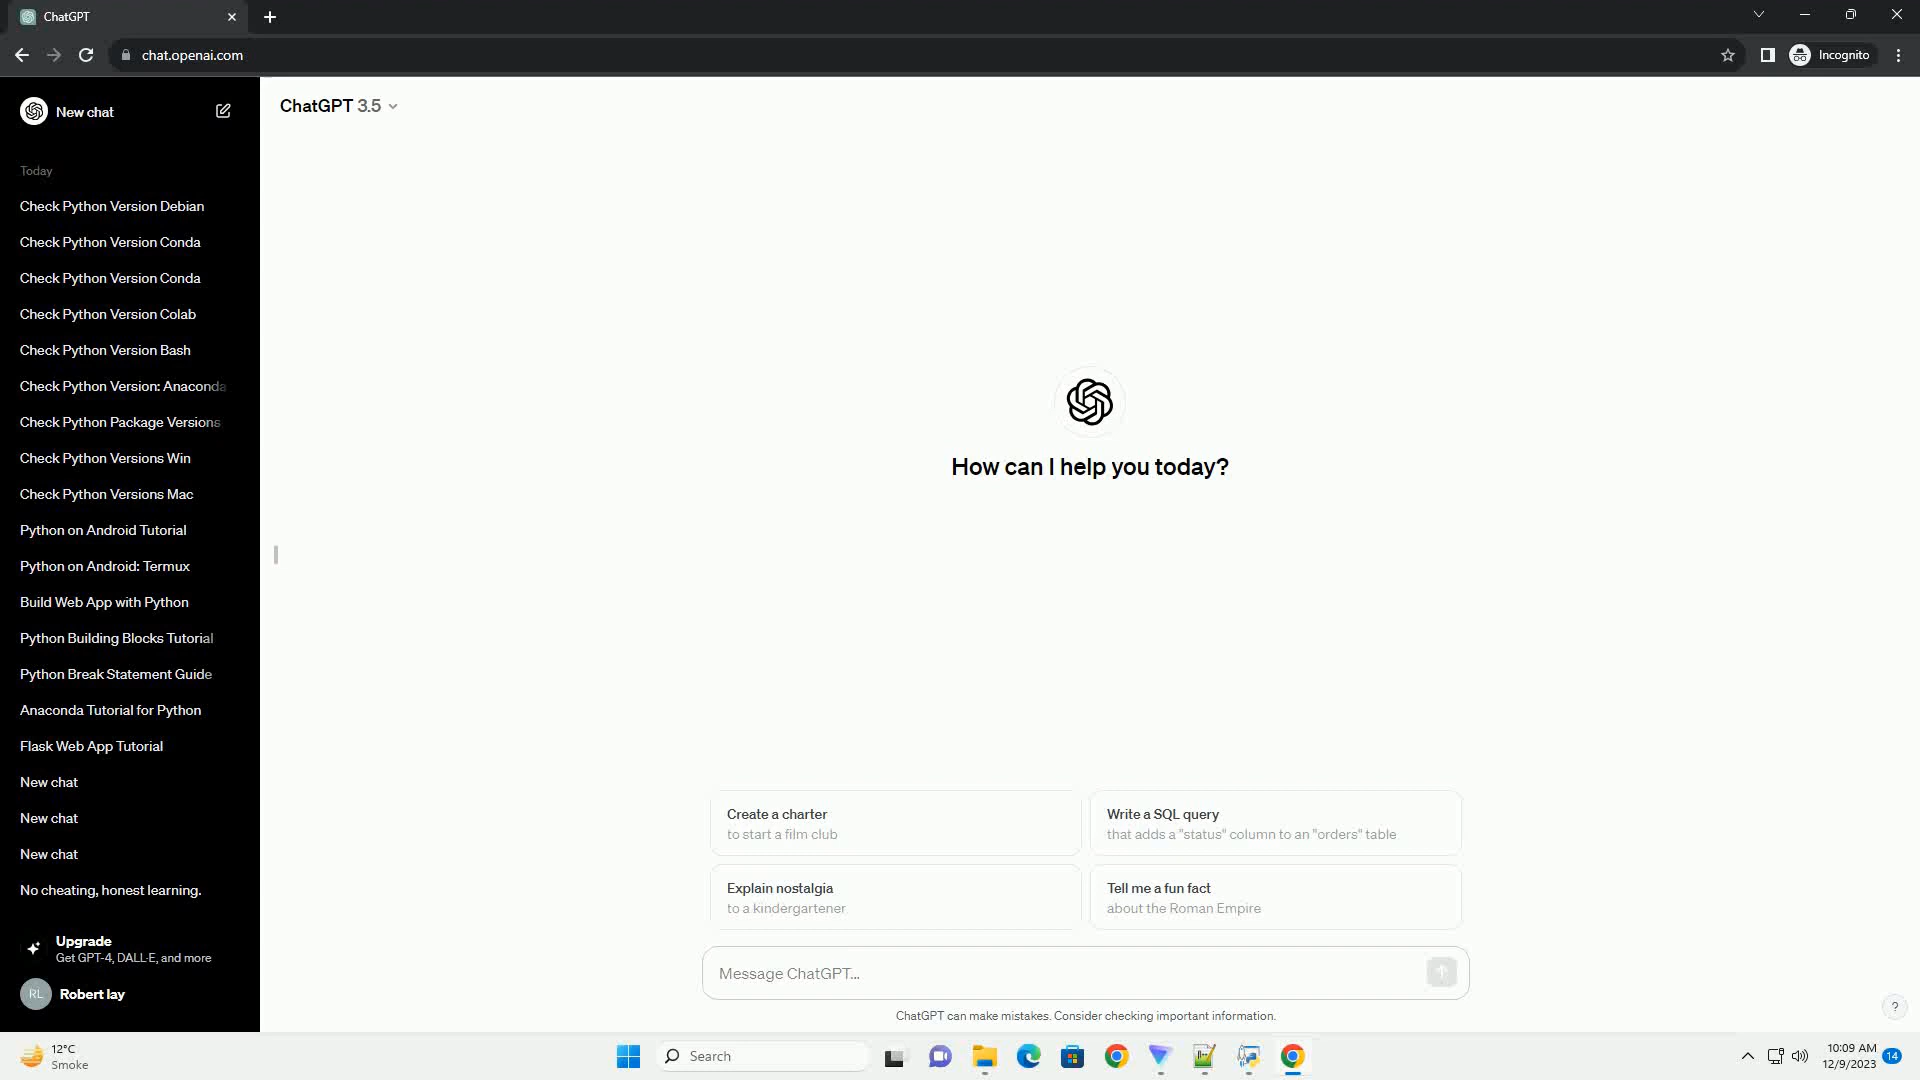 ChatGPT
chat.openai.com
Incognito
New chat
ChatGPT 3.5
Today
Check Python Version Debian
Check Python Version Conda
Check Python Version Conda
Check Python Version Colab
Check Python Version Bash
Check Python Version: Anaconda
Check Python Package Versions
Check Python Versions Win
Check Python Versions Mac
Python on Android Tutorial
Python on Android: Termux
Build Web App with Python
Python Building Blocks Tutorial
Python Break Statement Guide
Anaconda Tutorial for Python
Flask Web App Tutorial
New chat
New chat
New chat
No cheating, honest learning.
Upgrade
Get GPT-4, DALL·E, and more
RL
Robert lay
How can I help you today?
Create a charter
to start a film club
Write a SQL query
that adds a "status" column to an "orders" table
Explain nostalgia
to a kindergartener
Tell me a fun fact
about the Roman Empire
Message ChatGPT…
ChatGPT can make mistakes. Consider checking important information.
?
12°C
Smoke
Search
10:09 AM
12/9/2023
14